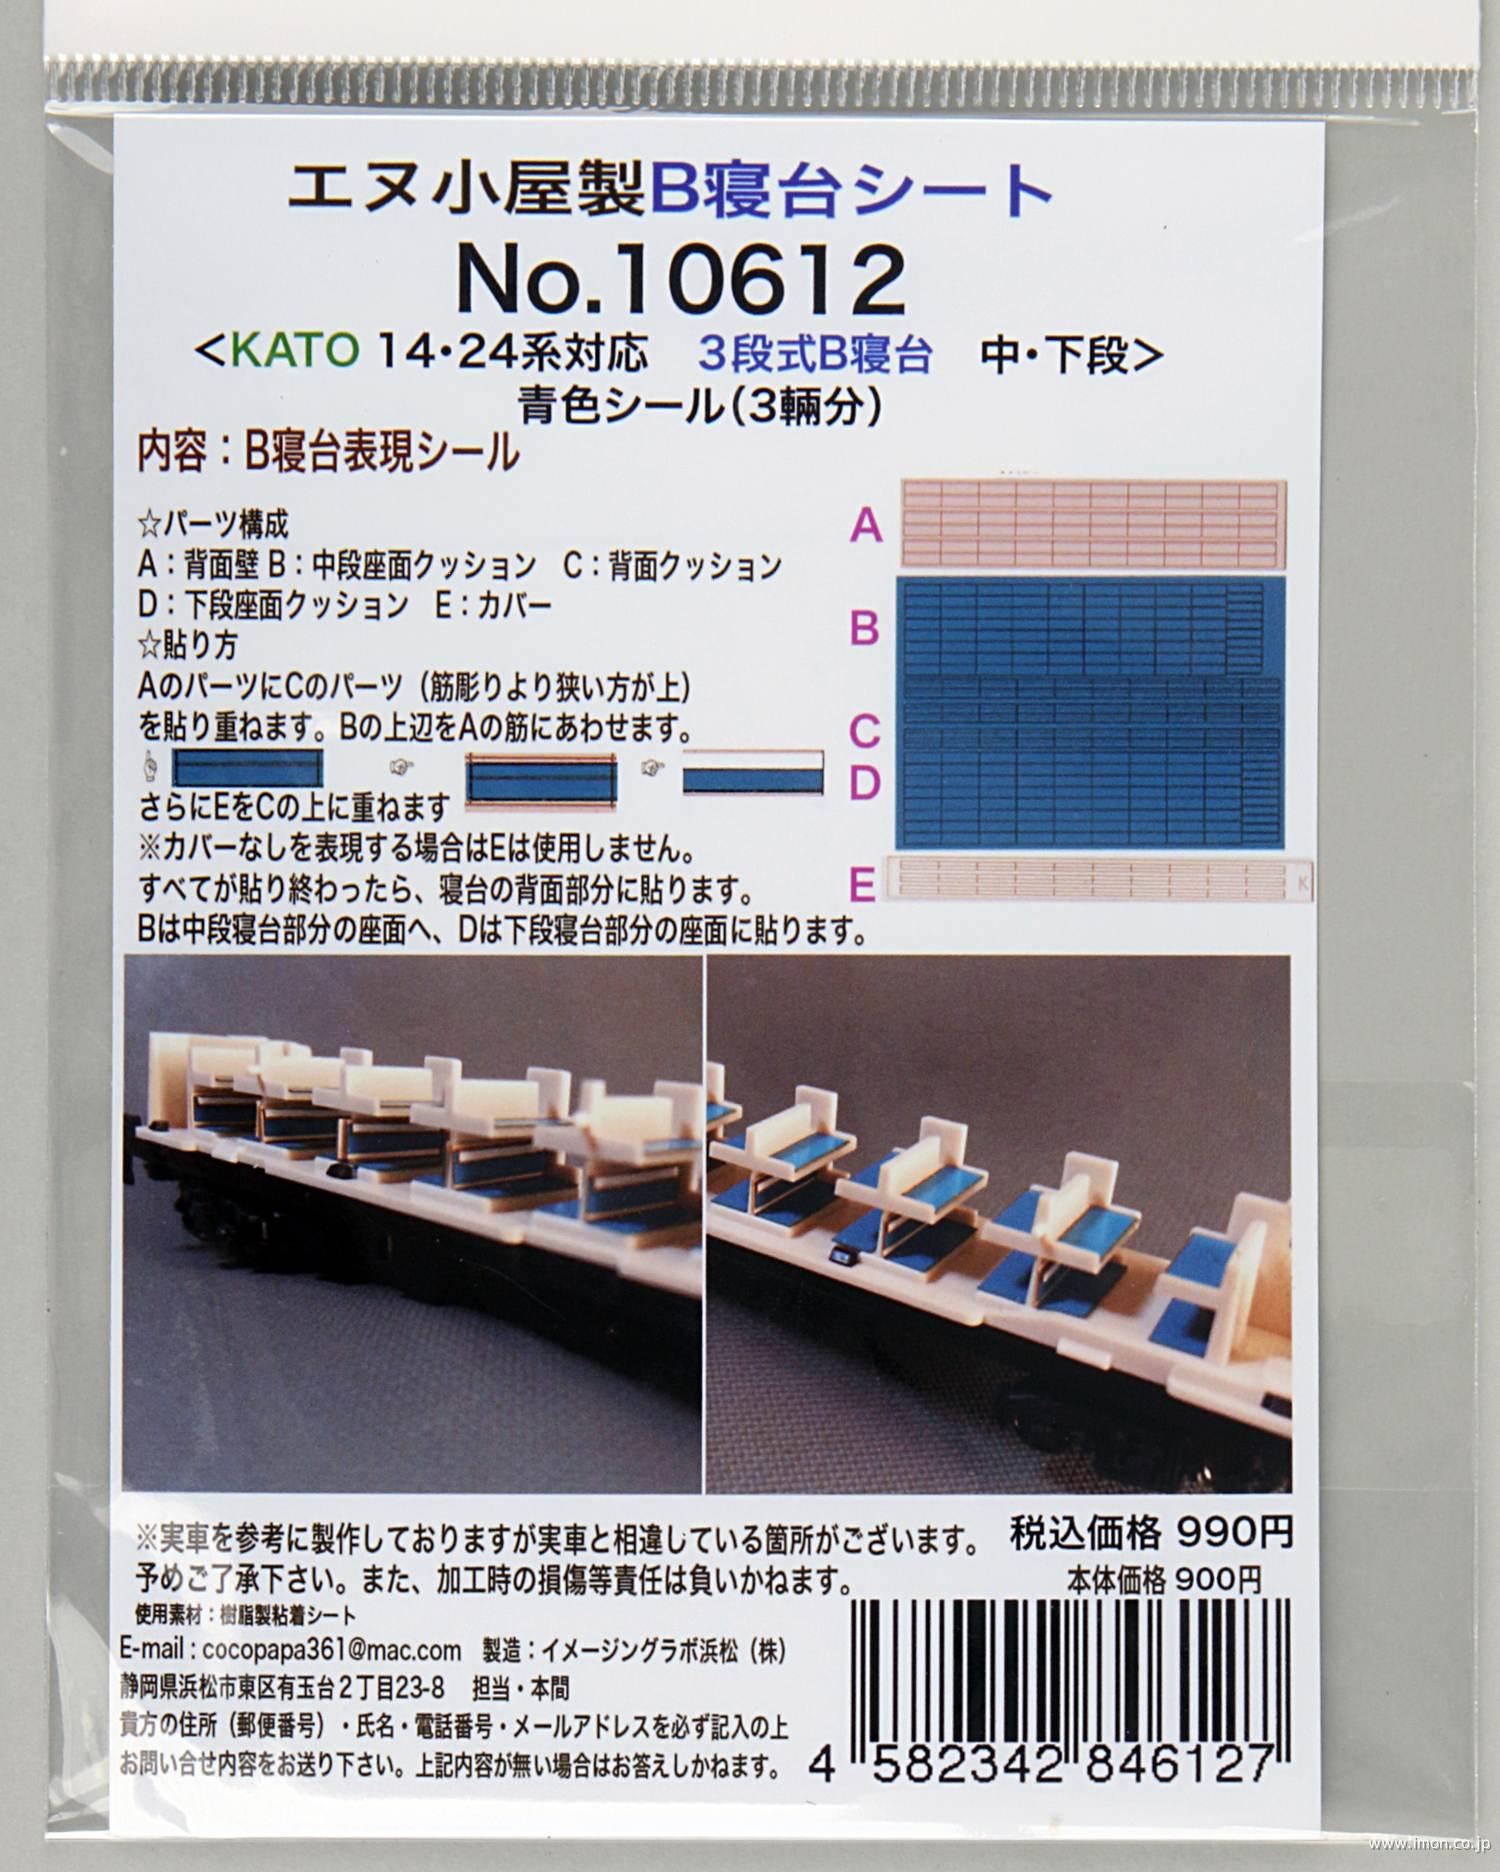 エヌ小屋製B寝台シート
No.10612
<KATO 14・24系対応 3段式B寝台 中・下段>
青色シール(3輛分)
内容：B寝台表現シール
☆パーツ構成
A：背面壁 B：中段座面クッション C：背面クッション
D：下段座面クッション E：カバー
☆貼り方
AのパーツにCのパーツ（筋彫りより狭い方が上）
を貼り重ねます。Bの上辺をAの筋にあわせます。
さらにEをCの上に重ねます
※カバーなしを表現する場合はEは使用しません。
すべてが貼り終わったら、寝台の背面部分に貼ります。
Bは中段寝台部分の座面へ、Dは下段寝台部分の座面に貼ります。
A
B
C
D
E
K
※実車を参考に製作しておりますが実車と相違している箇所がございます。
予めご了承下さい。また、加工時の損傷等責任は負いかねます。
税込価格 990円
本体価格 900円
使用素材：樹脂製粘着シート
E-mail : cocopapa361@mac.com 製造：イメージングラボ浜松（株）
静岡県浜松市東区有玉台２丁目23-8 担当・本間
貴方の住所（郵便番号）・氏名・電話番号・メールアドレスを必ず記入の上
お問い合せ内容をお送り下さい。上記内容が無い場合はお答えしかねます。
4 582342 846127
www.imon.co.jp